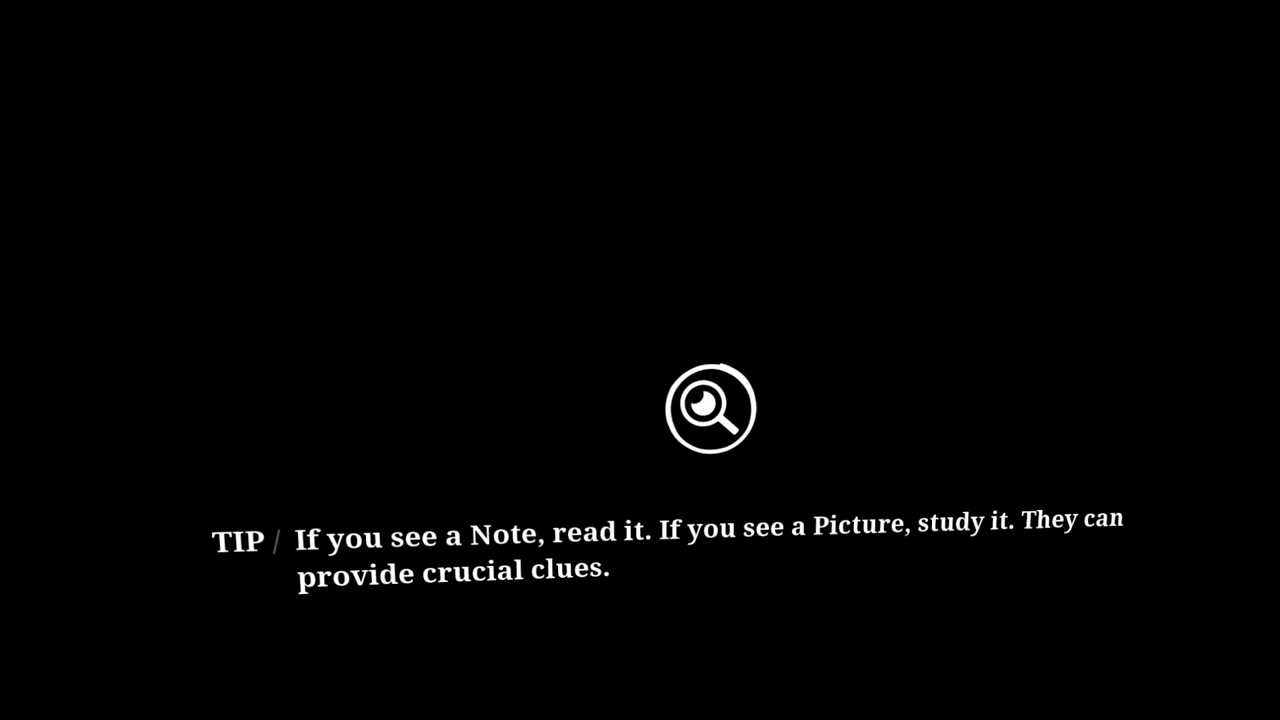 TIP / If you see a Note, read it. If you see a Picture, study it. They can
provide crucial clues.